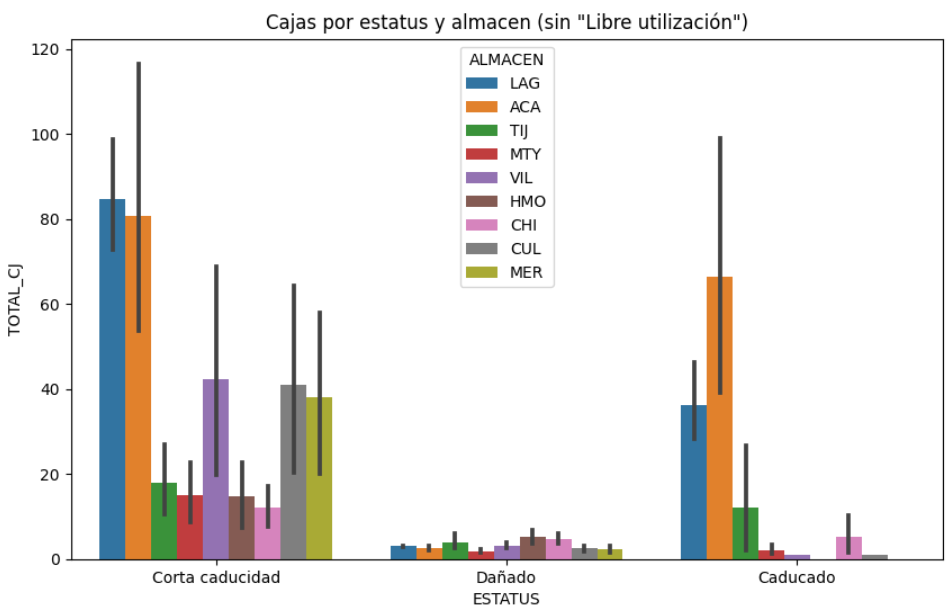 Cajas por estatus y almacen (sin "Libre utilización")
120
100
80
60
40
20
0
TOTAL_CJ
ALMACEN
LAG
ACA
TIJ
MTY
VIL
HMO
CHI
CUL
MER
Corta caducidad
Dañado
Caducado
ESTATUS